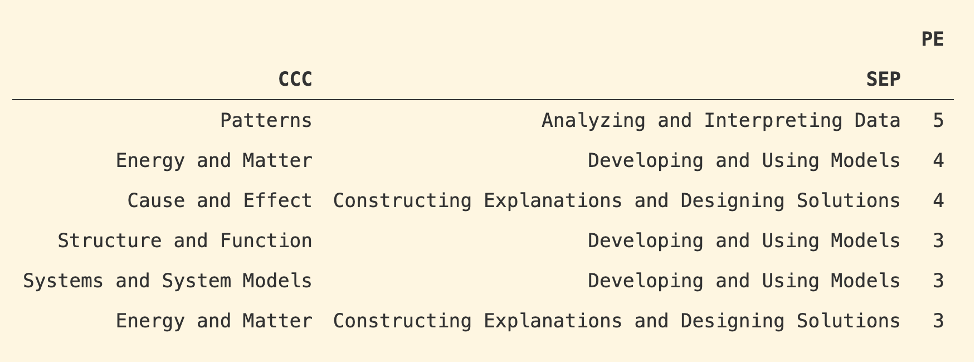 PE
CCC SEP
Patterns Analyzing and Interpreting Data 5
Energy and Matter Developing and Using Models 4
Cause and Effect Constructing Explanations and Designing Solutions 4
Structure and Function Developing and Using Models 3
Systems and System Models Developing and Using Models 3
Energy and Matter Constructing Explanations and Designing Solutions 3